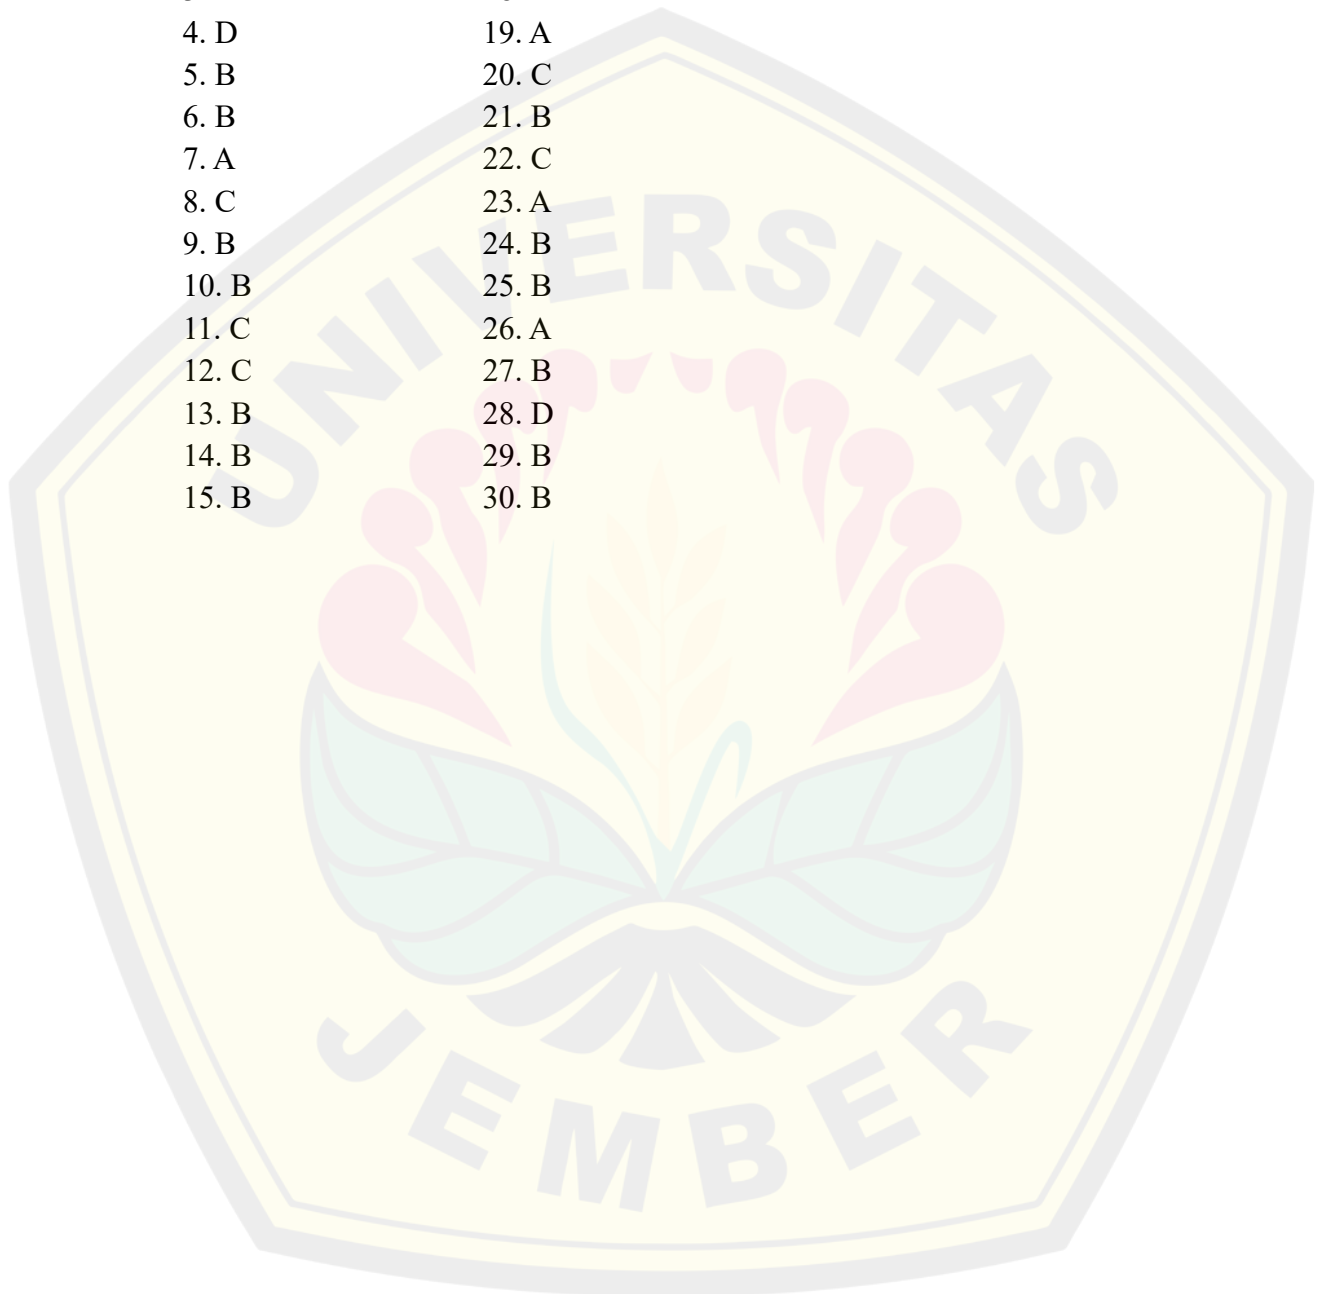 4. D
5. B
6. B
7. A
8. C
9. B
10. B
11. C
12. C
13. B
14. B
15. B
19. A
20. C
21. B
22. C
23. A
24. B
25. B
26. A
27. B
28. D
29. B
30. B
UNIVERSITAS
JEMBER